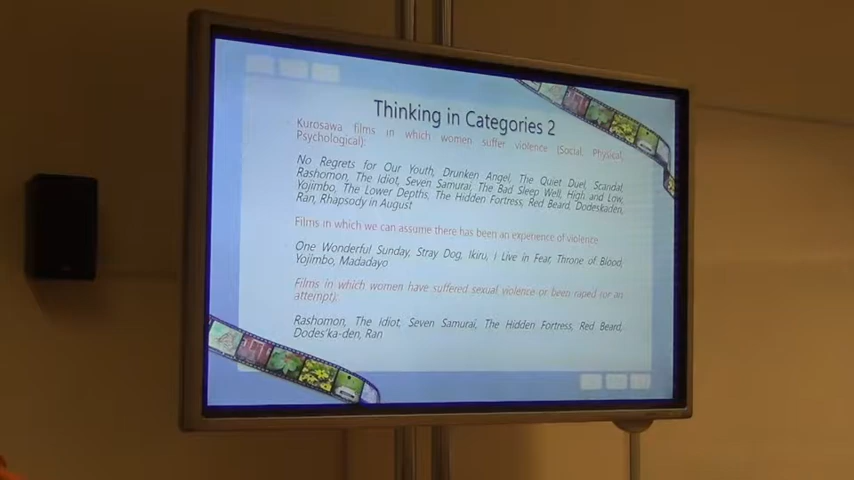 Thinking in Categories 2
Kurosawa films in which women suffer violence (Social, Physical,
Psychological):
No Regrets for Our Youth, Drunken Angel, The Quiet Duel, Scandal,
Rashomon, The Idiot, Seven Samurai, The Bad Sleep Well, High and Low,
Yojimbo, The Lower Depths, The Hidden Fortress, Red Beard, Dodeskaden,
Ran, Rhapsody in August
Films in which we can assume there has been an experience of violence
One Wonderful Sunday, Stray Dog, Ikiru, I Live in Fear, Throne of Blood,
Yojimbo, Madadayo
Films in which women have suffered sexual violence or been raped (or an
attempt):
Rashomon, The Idiot, Seven Samurai, The Hidden Fortress, Red Beard,
Dodes'ka-den, Ran